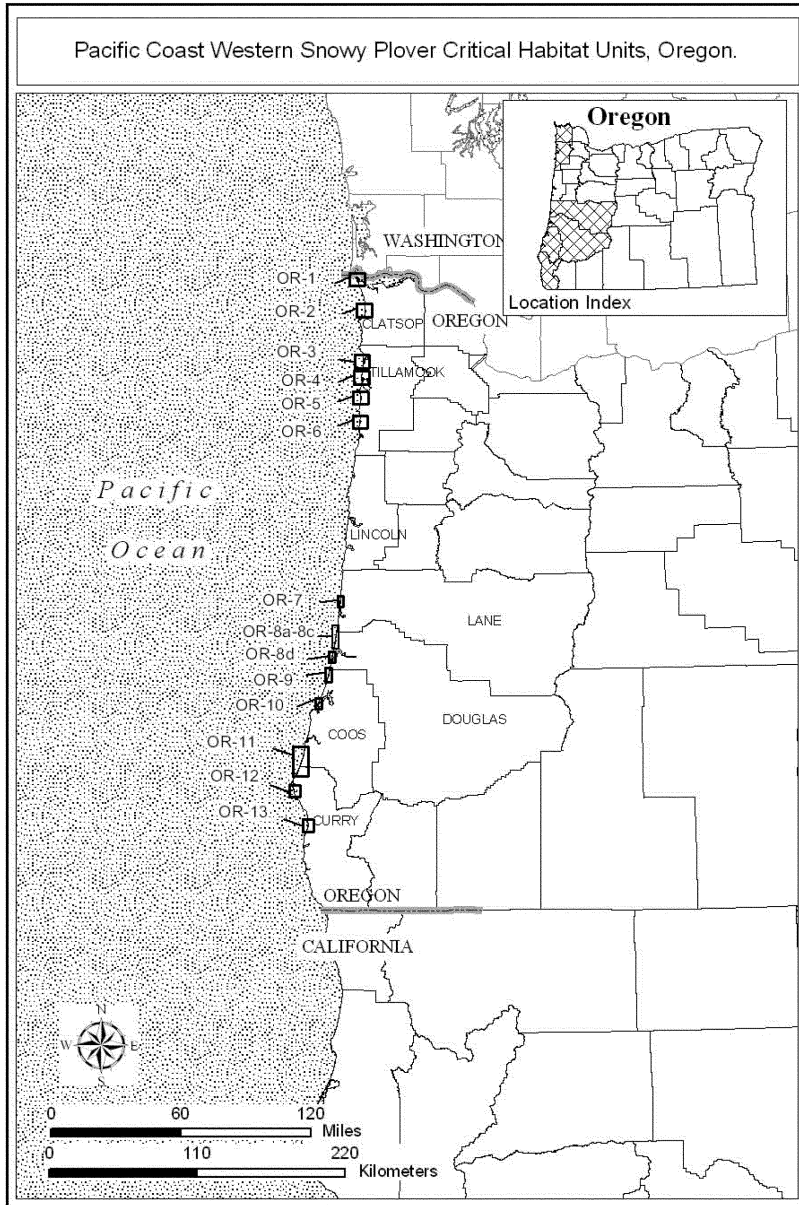 Pacific Coast Western Snowy Plover Critical Habitat Units, Oregon.
Oregon
Location Index
WASHINGTON
OR-1
OR-2
OREGON
CLATSOP
OR-3
TILLAMOOK
OR-4
OR-5
OR-6
Pacific
Ocean
LINCOLN
OR-7
LANE
OR-8a-8c
OR-8d
OR-9
OR-10
DOUGLAS
COOS
OR-11
OR-12
OR-13
CURRY
OREGON
CALIFORNIA
N
W E
S
0 60 120
Miles
0 110 220
Kilometers